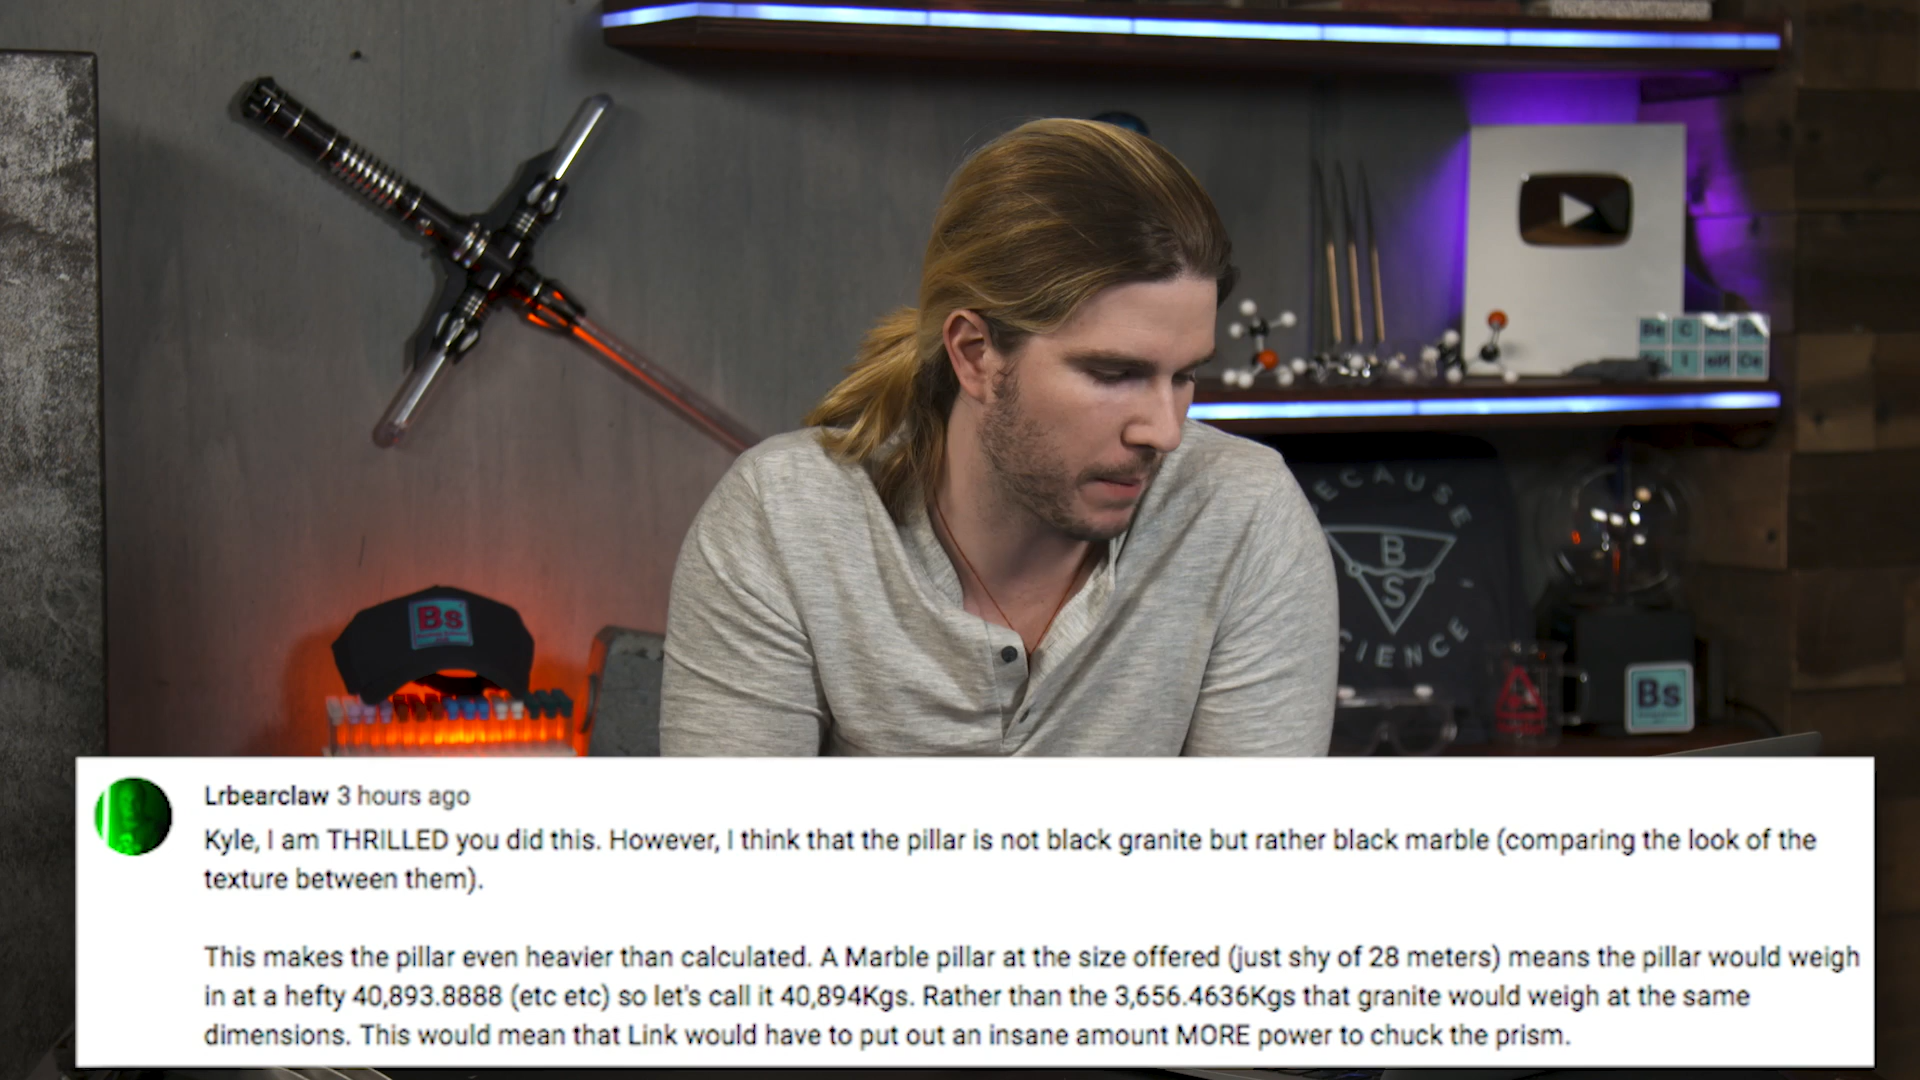 Bs
ECAUSE
B
S
CIENCE
Bs
Lrbearclaw 3 hours ago
Kyle, I am THRILLED you did this. However, I think that the pillar is not black granite but rather black marble (comparing the look of the
texture between them).
This makes the pillar even heavier than calculated. A Marble pillar at the size offered (just shy of 28 meters) means the pillar would weigh
in at a hefty 40,893.8888 (etc etc) so let's call it 40,894Kgs. Rather than the 3,656.4636Kgs that granite would weigh at the same
dimensions. This would mean that Link would have to put out an insane amount MORE power to chuck the prism.